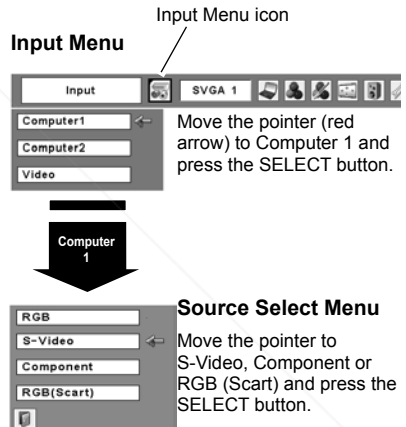 Input Menu icon
Input Menu
Input
SVGA 1
Computer1
Computer2
Video
Move the pointer (red
arrow) to Computer 1 and
press the SELECT button.
Computer
1
RGB
S-Video
Component
RGB(Scart)
Source Select Menu
Move the pointer to
S-Video, Component or
RGB (Scart) and press the
SELECT button.